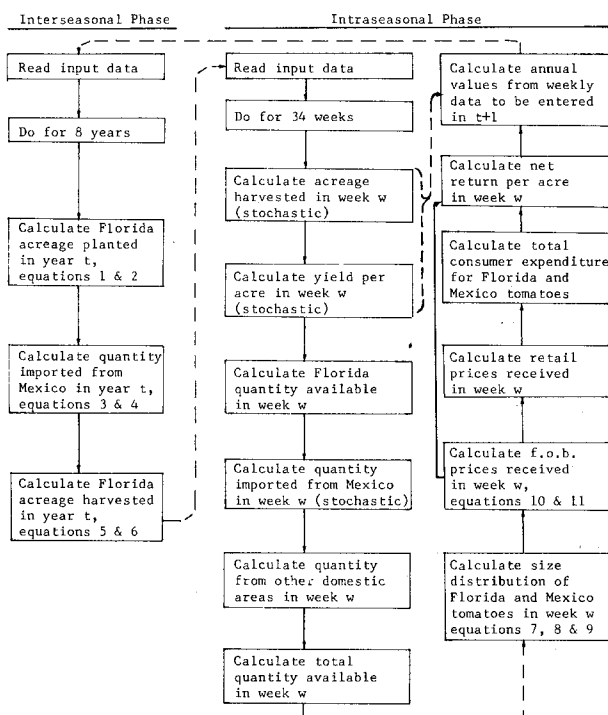 Interseasonal Phase
Intraseasonal Phase
Read input data
Do for 8 years
Calculate Florida
acreage planted
in year t,
equations 1 & 2
Calculate quantity
imported from
Mexico in year t,
equations 3 & 4
Calculate Florida
acreage harvested
in year t,
equations 5 & 6
Read input data
Do for 34 weeks
Calculate acreage
harvested in week w
(stochastic)
Calculate yield per
acre in week w
(stochastic)
Calculate Florida
quantity available
in week w
Calculate quantity
imported from Mexico
in week w (stochastic)
Calculate quantity
from other domestic
areas in week w
Calculate total
quantity available
in week w
Calculate annual
values from weekly
data to be entered
in t+1
Calculate net
return per acre
in week w
Calculate total
consumer expenditure
for Florida and
Mexico tomatoes
Calculate retail
prices received
in week w
Calculate f.o.b.
prices received
in week w,
equations 10 & 11
Calculate size
distribution of
Florida and Mexico
tomatoes in week w
equations 7, 8 & 9